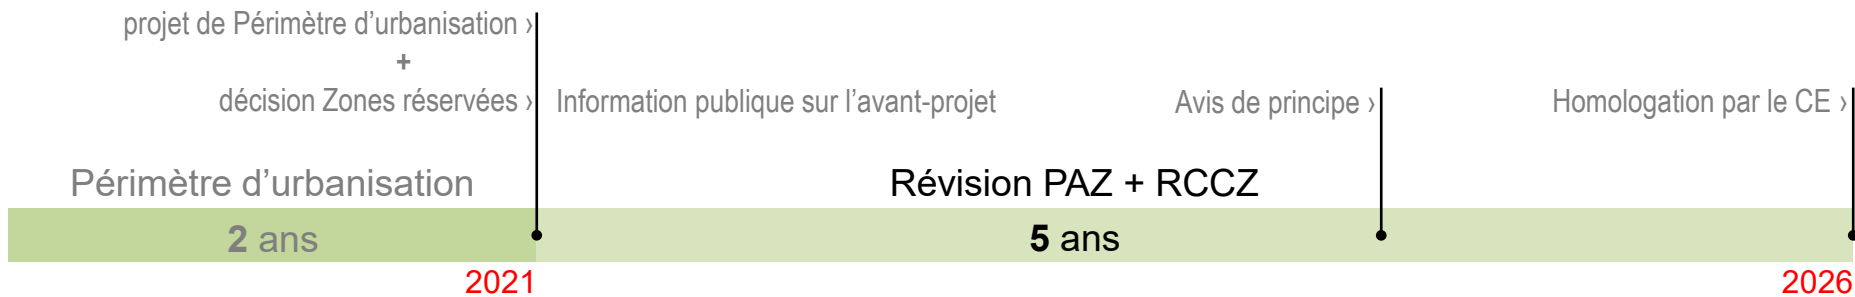 projet de Périmètre d’urbanisation ›
+
décision Zones réservées ›
Information publique sur l’avant-projet
Avis de principe ›
Homologation par le CE ›
Périmètre d’urbanisation
Révision PAZ + RCCZ
2 ans
5 ans
2021
2026